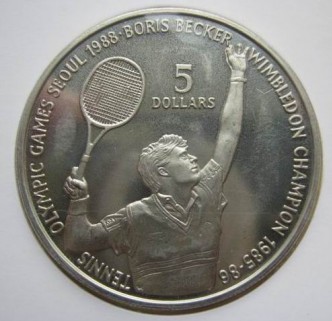 TENNIS OLYMPIC GAMES SEOUL 1988·BORIS BECKER WIMBLEDON CHAMPION 1985-86
5
DOLLARS